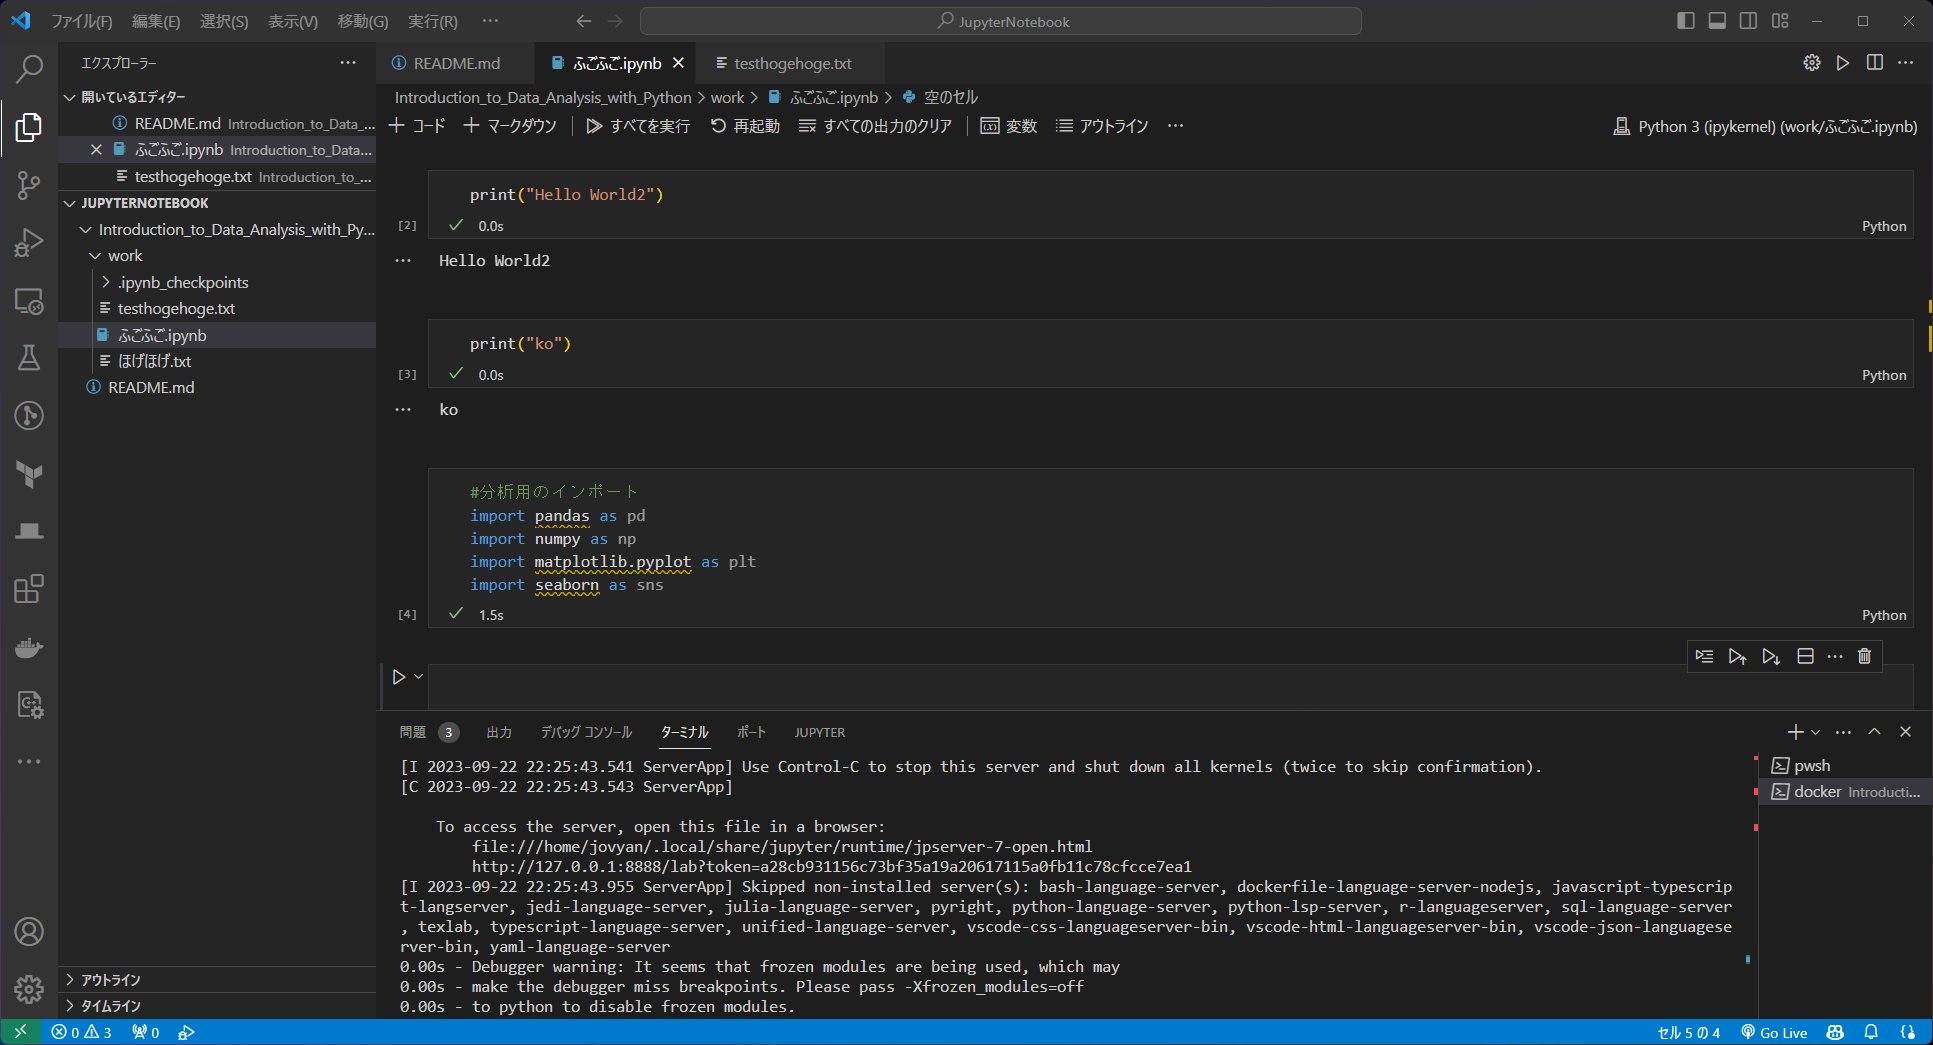 ファイル(F) 編集(E) 選択(S) 表示(V) 移動(G) 実行(R) ···
JupyterNotebook
エクスプローラー ···
開いているエディター
README.md Introduction_to_Data_...
ふごふご.ipynb Introduction_to_Data...
testhogehoge.txt Introduction_to_...
JUPYTERNOTEBOOK
Introduction_to_Data_Analysis_with_Py...
work
.ipynb_checkpoints
testhogehoge.txt
ふごふご.ipynb
ほげほげ.txt
README.md
アウトライン
タイムライン
README.md ふごふご.ipynb testhogehoge.txt
Introduction_to_Data_Analysis_with_Python > work > ふごふご.ipynb > 空のセル
コード マークダウン すべてを実行 再起動 すべての出力のクリア 変数 アウトライン ··· Python 3 (ipykernel) (work/ふごふご.ipynb)
print("Hello World2")
[2] 0.0s Python
Hello World2
print("ko")
[3] 0.0s Python
ko
#分析用のインポート
import pandas as pd
import numpy as np
import matplotlib.pyplot as plt
import seaborn as sns
[4] 1.5s Python
問題 3 出力 デバッグ コンソール ターミナル ポート JUPYTER
[I 2023-09-22 22:25:43.541 ServerApp] Use Control-C to stop this server and shut down all kernels (twice to skip confirmation).
[C 2023-09-22 22:25:43.543 ServerApp]
To access the server, open this file in a browser:
file:///home/jovyan/.local/share/jupyter/runtime/jpserver-7-open.html
http://127.0.0.1:8888/lab?token=a28cb931156c73bf35a19a20617115a0fb11c78cfcce7ea1
[I 2023-09-22 22:25:43.955 ServerApp] Skipped non-installed server(s): bash-language-server, dockerfile-language-server-nodejs, javascript-typescrip
t-langserver, jedi-language-server, julia-language-server, pyright, python-language-server, python-lsp-server, r-languageserver, sql-language-server
, texlab, typescript-language-server, unified-language-server, vscode-css-languageserver-bin, vscode-html-languageserver-bin, vscode-json-languagese
rver-bin, yaml-language-server
0.00s - Debugger warning: It seems that frozen modules are being used, which may
0.00s - make the debugger miss breakpoints. Please pass -Xfrozen_modules=off
0.00s - to python to disable frozen modules.
pwsh
docker Introducti...
0 3 0 セル 5 の 4 Go Live